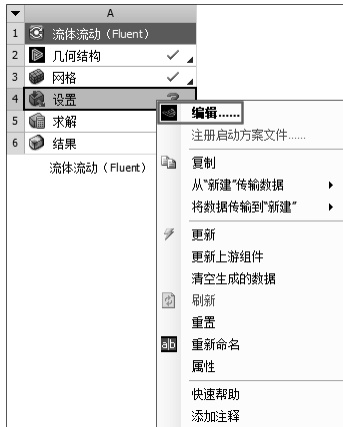 A
1 流体流动（Fluent）
2 几何结构
3 网格
4 设置
5 求解
6 结果
流体流动（Fluent）
编辑......
注册启动方案文件......
复制
从“新建”传输数据
将数据传输到“新建”
更新
更新上游组件
清空生成的数据
刷新
重置
a|b 重新命名
属性
快速帮助
添加注释